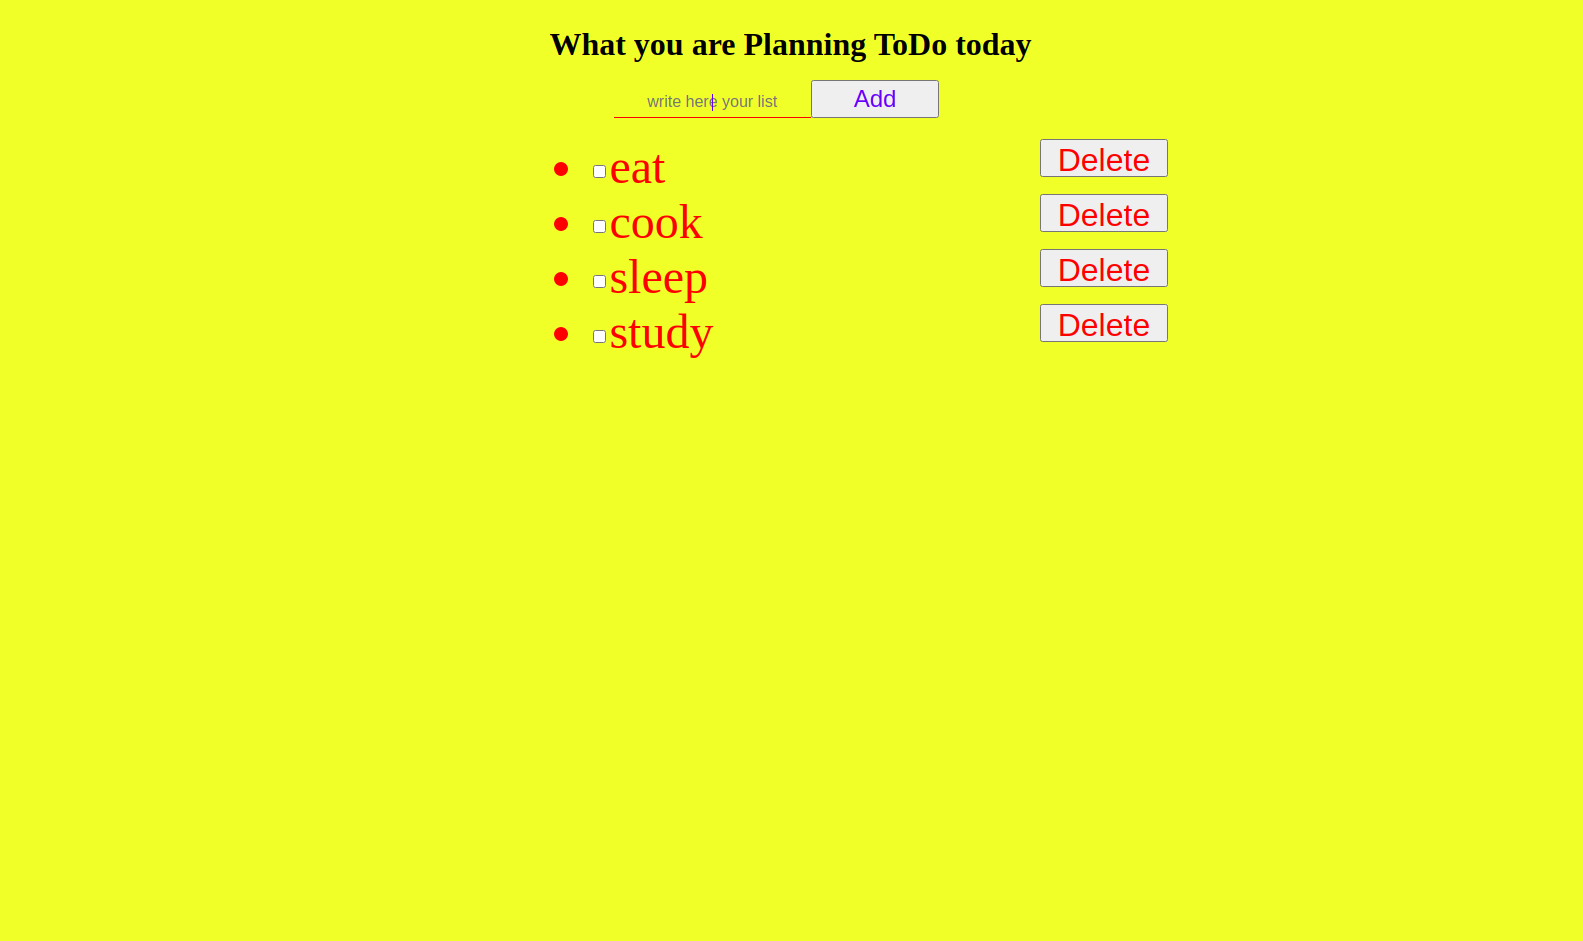 What you are Planning ToDo today
write here your list Add
eat Delete
cook Delete
sleep Delete
study Delete